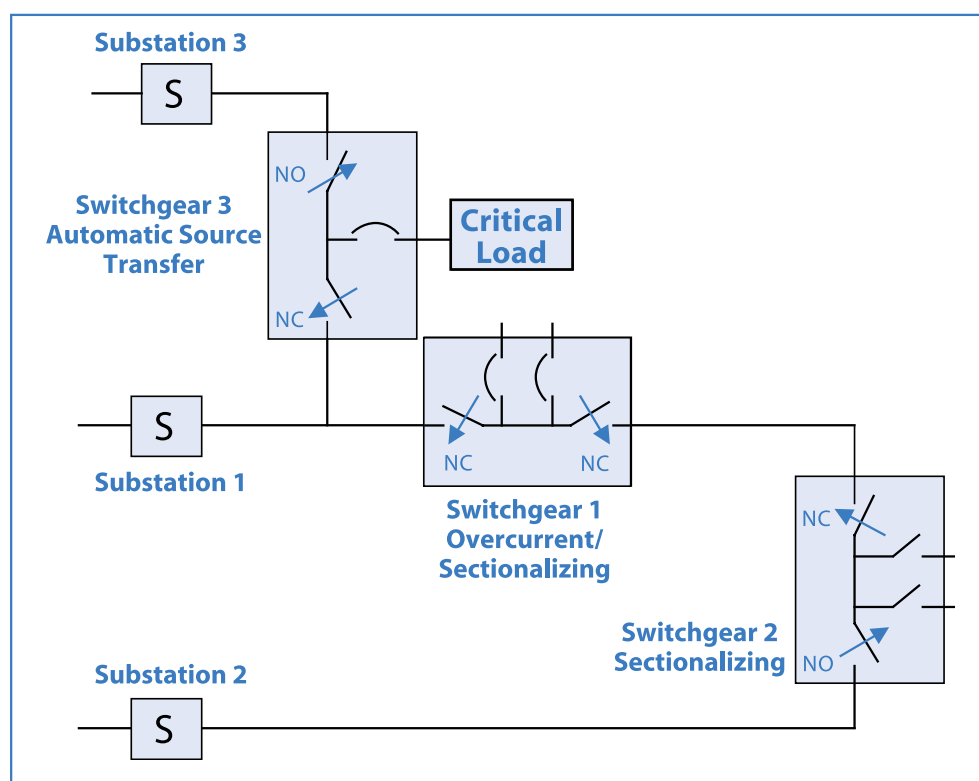 Substation 3
S
NO
Switchgear 3
Automatic Source
Transfer
Critical
Load
NC
S
Substation 1
NC
NC
Switchgear 1
Overcurrent/
Sectionalizing
NC
Switchgear 2
Sectionalizing
NO
Substation 2
S